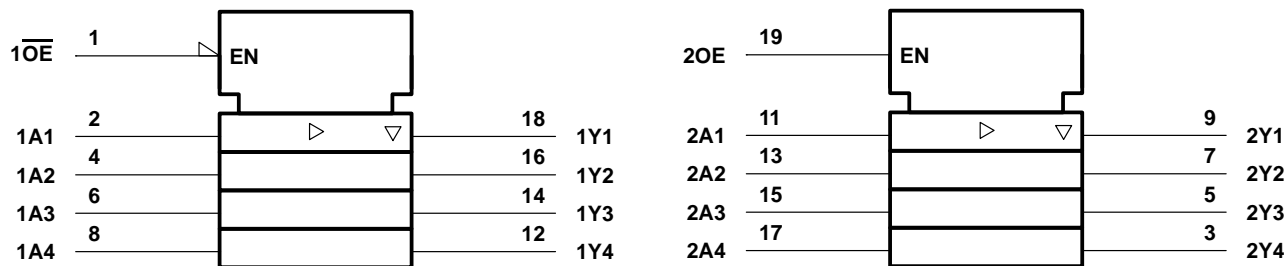 1 19
1O̅E̅ EN 2OE EN
2 18 11 9
1A1 1Y1 2A1 2Y1
4 16 13 7
1A2 1Y2 2A2 2Y2
6 14 15 5
1A3 1Y3 2A3 2Y3
8 12 17 3
1A4 1Y4 2A4 2Y4